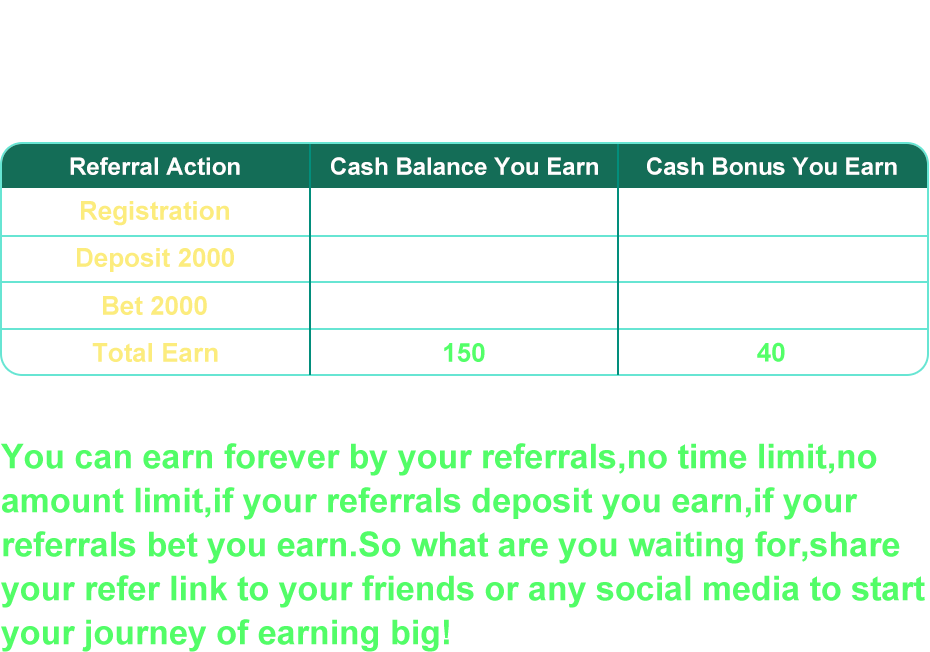 Referral Action Cash Balance You Earn Cash Bonus You Earn
Registration
Deposit 2000
Bet 2000
Total Earn 150 40
You can earn forever by your referrals,no time limit,no
amount limit,if your referrals deposit you earn,if your
referrals bet you earn.So what are you waiting for,share
your refer link to your friends or any social media to start
your journey of earning big!